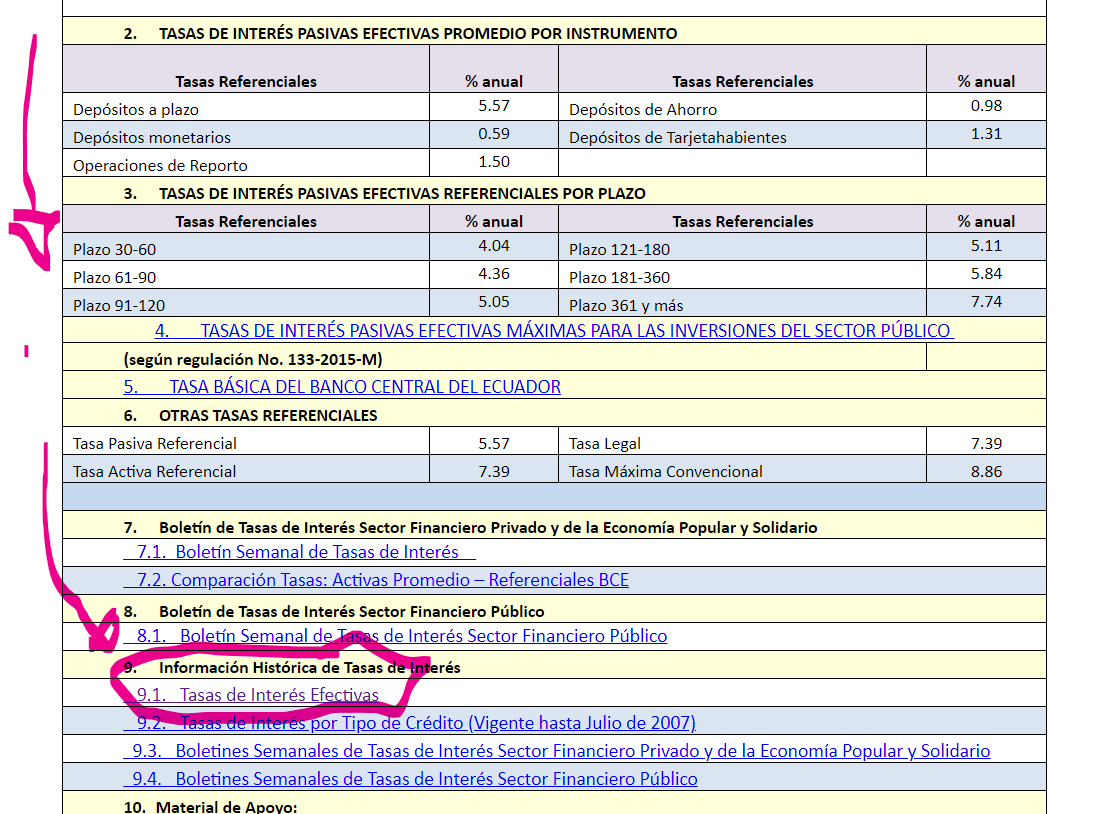 2. TASAS DE INTERÉS PASIVAS EFECTIVAS PROMEDIO POR INSTRUMENTO
Tasas Referenciales % anual Tasas Referenciales % anual
Depósitos a plazo 5.57 Depósitos de Ahorro 0.98
Depósitos monetarios 0.59 Depósitos de Tarjetahabientes 1.31
Operaciones de Reporto 1.50
3. TASAS DE INTERÉS PASIVAS EFECTIVAS REFERENCIALES POR PLAZO
Tasas Referenciales % anual Tasas Referenciales % anual
Plazo 30-60 4.04 Plazo 121-180 5.11
Plazo 61-90 4.36 Plazo 181-360 5.84
Plazo 91-120 5.05 Plazo 361 y más 7.74
4. TASAS DE INTERÉS PASIVAS EFECTIVAS MÁXIMAS PARA LAS INVERSIONES DEL SECTOR PÚBLICO
(según regulación No. 133-2015-M)
5. TASA BÁSICA DEL BANCO CENTRAL DEL ECUADOR
6. OTRAS TASAS REFERENCIALES
Tasa Pasiva Referencial 5.57 Tasa Legal 7.39
Tasa Activa Referencial 7.39 Tasa Máxima Convencional 8.86
7. Boletín de Tasas de Interés Sector Financiero Privado y de la Economía Popular y Solidario
7.1. Boletín Semanal de Tasas de Interés
7.2. Comparación Tasas: Activas Promedio – Referenciales BCE
8. Boletín de Tasas de Interés Sector Financiero Público
8.1. Boletín Semanal de Tasas de Interés Sector Financiero Público
9. Información Histórica de Tasas de Interés
9.1. Tasas de Interés Efectivas
9.2. Tasas de Interés por Tipo de Crédito (Vigente hasta Julio de 2007)
9.3. Boletines Semanales de Tasas de Interés Sector Financiero Privado y de la Economía Popular y Solidario
9.4. Boletines Semanales de Tasas de Interés Sector Financiero Público
10. Material de Apoyo: